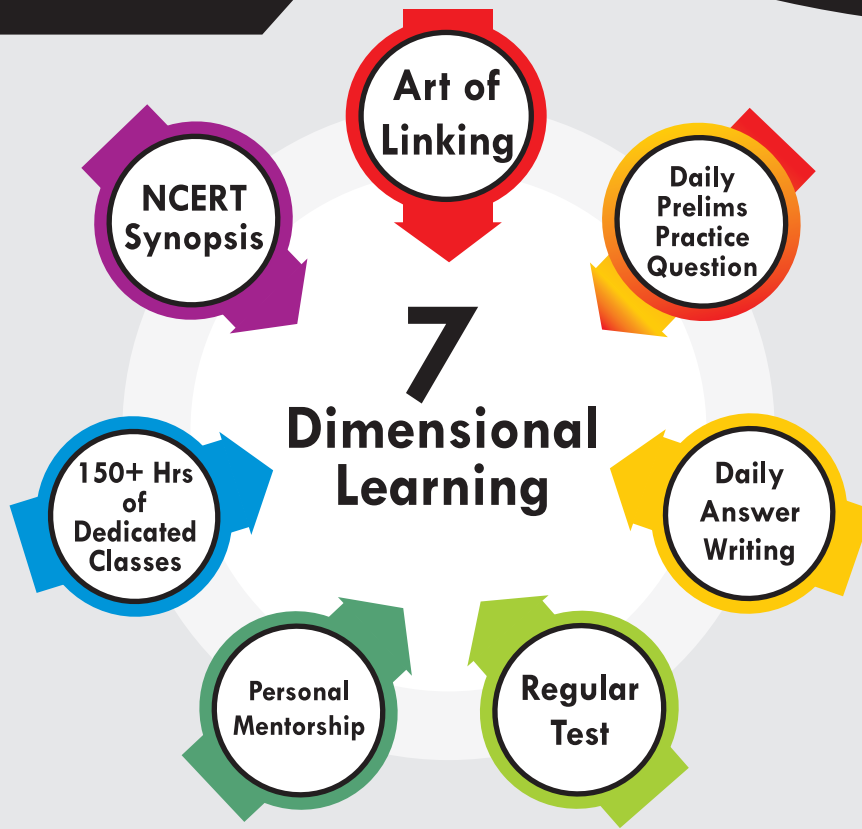 Art of
Linking
Daily
Prelims
Practice
Question
Daily
Answer
Writing
Regular
Test
Personal
Mentorship
150+ Hrs
of
Dedicated
Classes
NCERT
Synopsis
7
Dimensional
Learning